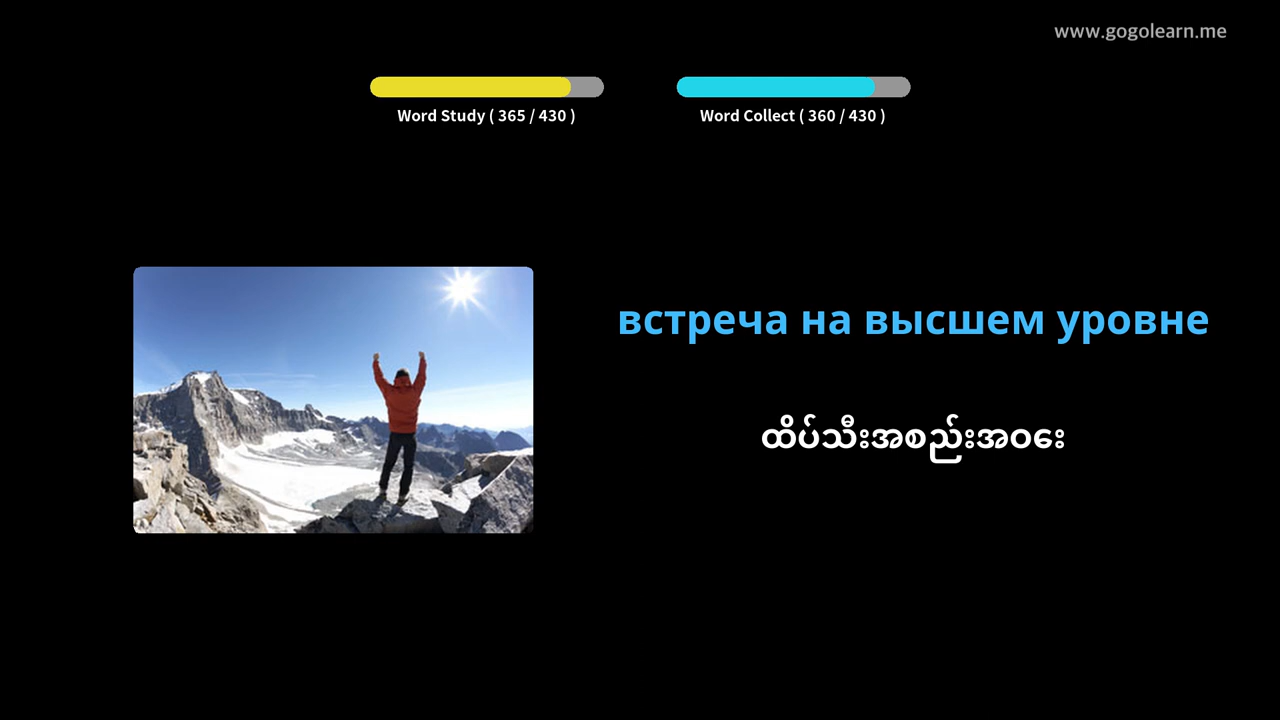 www.gogolearn.me
Word Study ( 365 / 430 )
Word Collect ( 360 / 430 )
встреча на высшем уровне
ထိပ်သီးအစည်းအဝေး